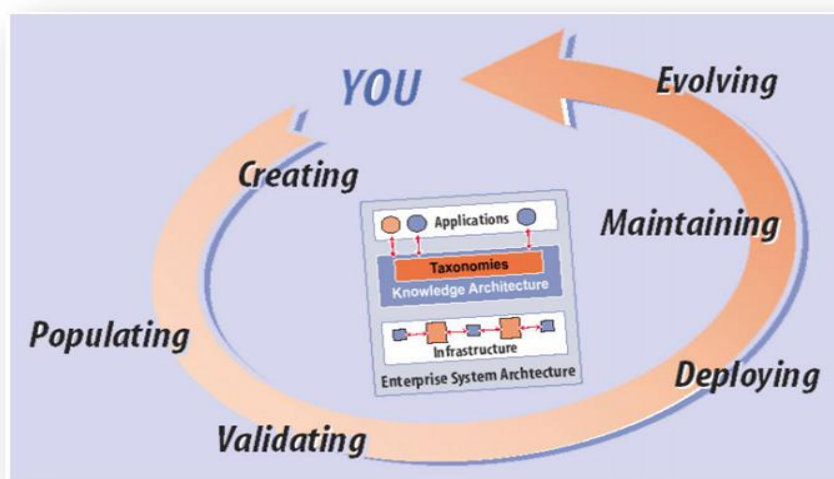 YOU
Evolving
Creating
Maintaining
Applications
Taxonomies
Knowledge Architecture
Populating
Infrastructure
Enterprise System Archtecture
Deploying
Validating